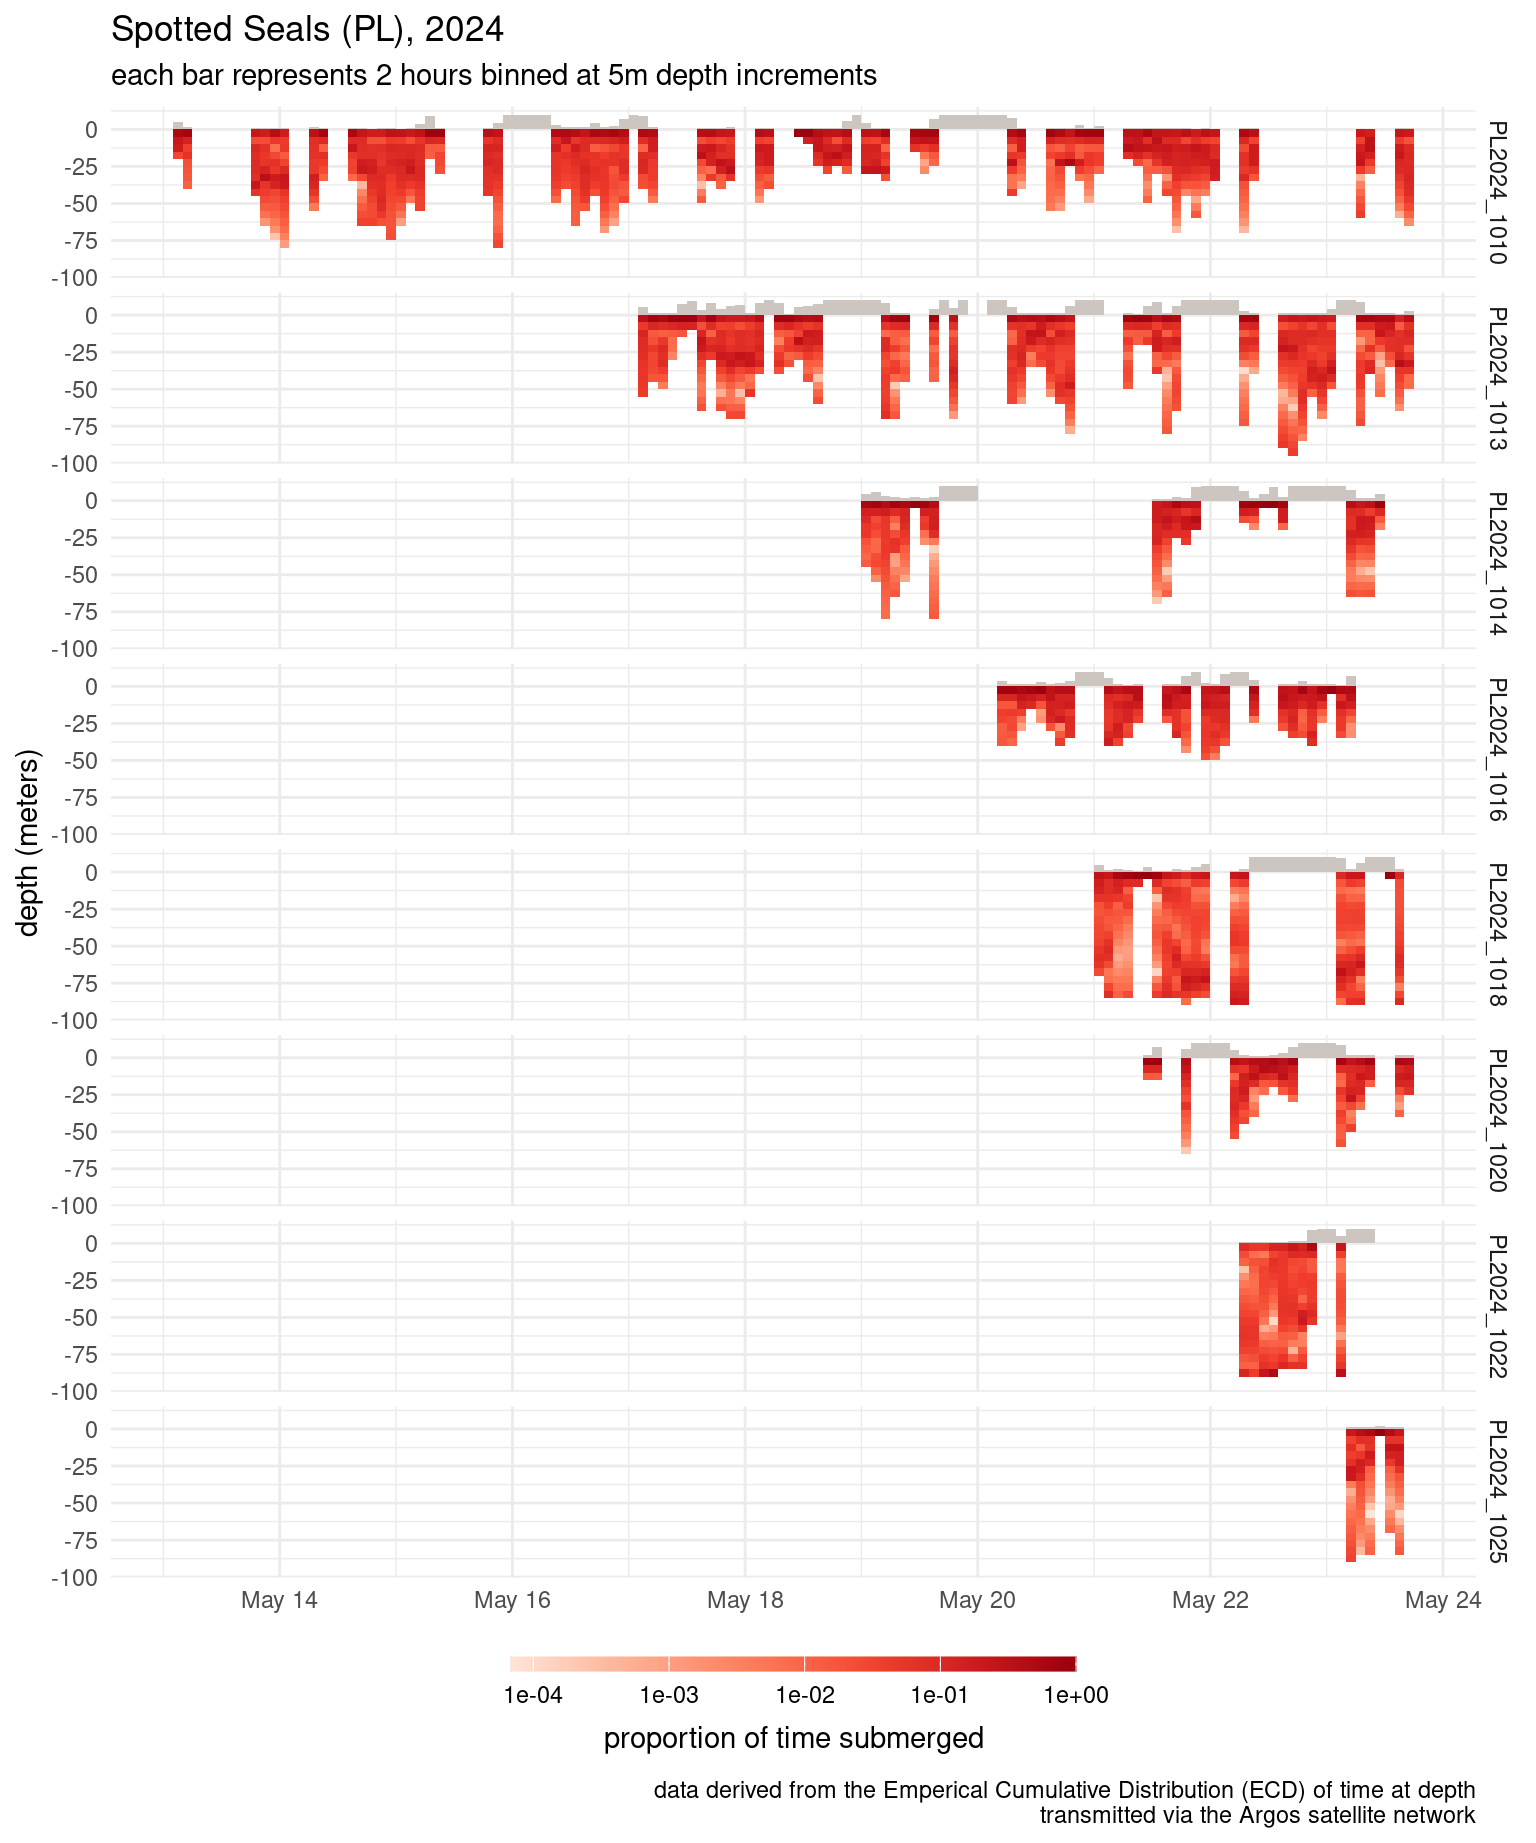 Spotted Seals (PL), 2024
each bar represents 2 hours binned at 5m depth increments
0
-25
-50
-75
-100
PL2024_1010
0
-25
-50
-75
-100
PL2024_1013
0
-25
-50
-75
-100
PL2024_1014
0
-25
-50
-75
-100
PL2024_1016
depth (meters)
0
-25
-50
-75
-100
PL2024_1018
0
-25
-50
-75
-100
PL2024_1020
0
-25
-50
-75
-100
PL2024_1022
0
-25
-50
-75
-100
PL2024_1025
May 14 May 16 May 18 May 20 May 22 May 24
1e-04 1e-03 1e-02 1e-01 1e+00
proportion of time submerged
data derived from the Emperical Cumulative Distribution (ECD) of time at depth
transmitted via the Argos satellite network